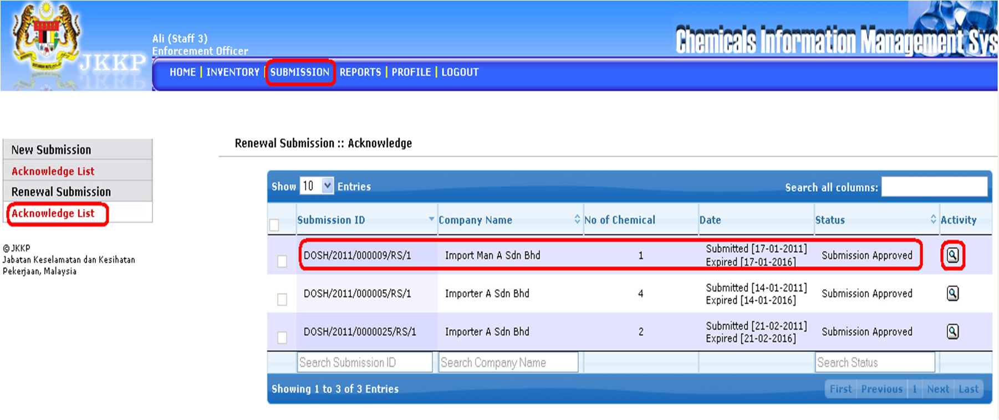 Ali (Staff 3)
Enforcement Officer
Chemicals Information Management Sys
JKKP
HOME | INVENTORY | SUBMISSION REPORTS | PROFILE | LOGOUT
New Submission
Acknowledge List
Renewal Submission
Acknowledge List
© JKKP
Jabatan Keselamatan dan Kesihatan
Pekerjaan, Malaysia
Renewal Submission :: Acknowledge
Show 10 Entries Search all columns:
Submission ID Company Name No of Chemical Date Status Activity
DOSH/2011/000009/RS/1 Import Man A Sdn Bhd 1 Submitted [17-01-2011] Submission Approved
Expired [17-01-2016]
DOSH/2011/000005/RS/1 Importer A Sdn Bhd 4 Submitted [14-01-2011] Submission Approved
Expired [14-01-2016]
DOSH/2011/0000025/RS/1 Importer A Sdn Bhd 2 Submitted [21-02-2011] Submission Approved
Expired [21-02-2016]
Search Submission ID Search Company Name Search Status
Showing 1 to 3 of 3 Entries First Previous 1 Next Last